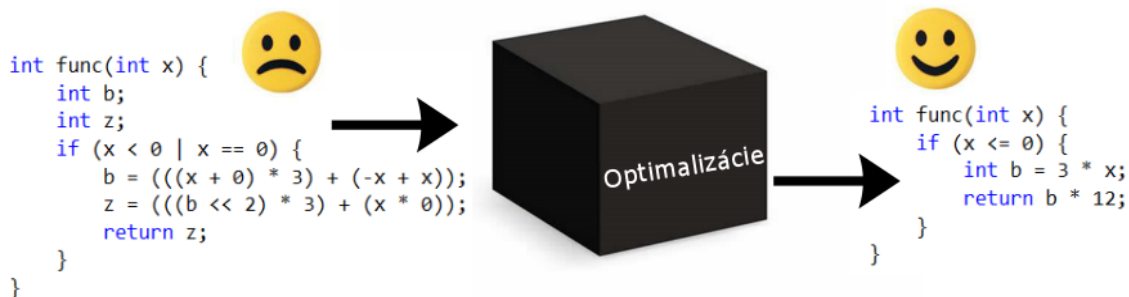 int func(int x) {
    int b;
    int z;
    if (x < 0 | x == 0) {
        b = (((x + 0) * 3) + (-x + x));
        z = (((b << 2) * 3) + (x * 0));
        return z;
    }
}
Optimalizácie
int func(int x) {
    if (x <= 0) {
        int b = 3 * x;
        return b * 12;
    }
}